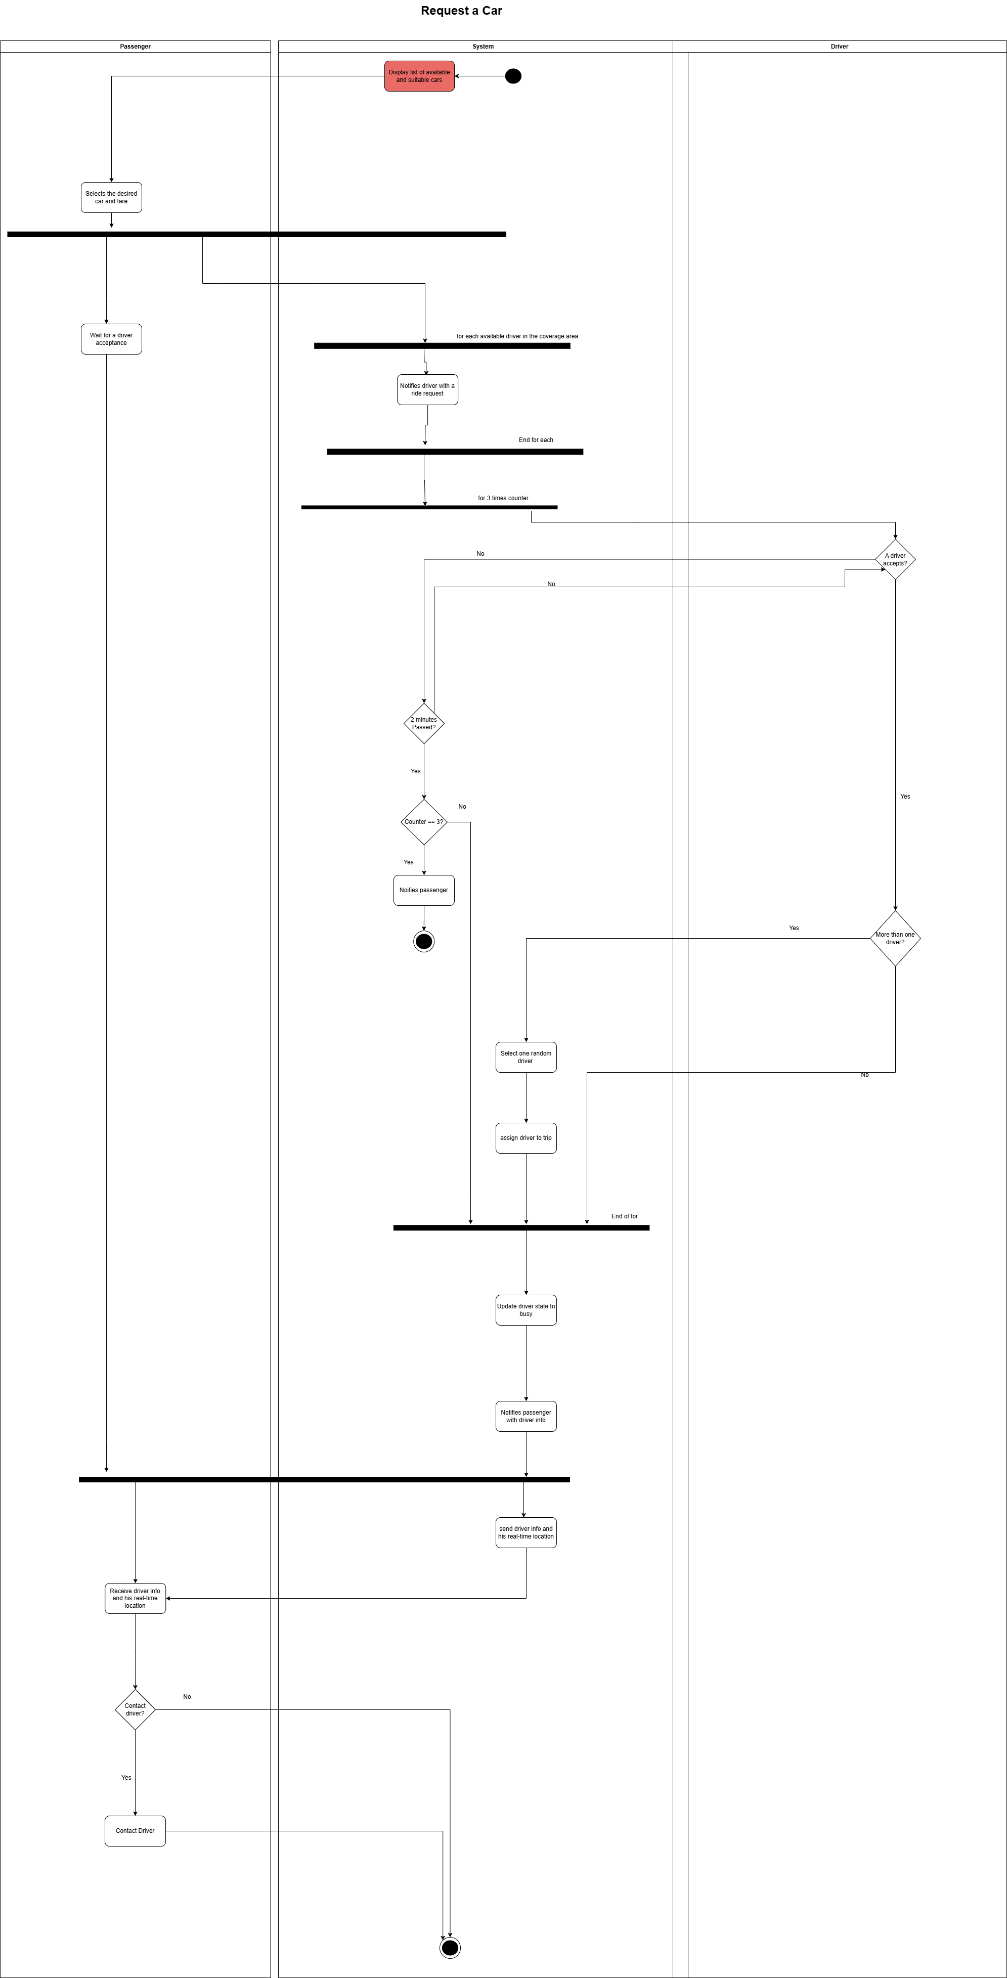 Request a Car
Passenger
System
Driver
Display list of available
and suitable cars
Selects the desired
car and fare
Wait for a driver
acceptance
for each available driver in the coverage area
Notifies driver with a
ride request
End for each
for 3 times counter
A driver
accepts?
No
No
2 minutes
Passed?
Yes
Yes
Counter == 3?
No
Yes
Noifies passenger
More than one
driver?
Yes
Select one random
driver
No
assign driver to trip
End of for
Update driver state to
busy
Notifies passenger
with driver info
send driver info and
his real-time location
Receive driver info
and his real-time
location
Contact
driver?
No
Yes
Contact Driver